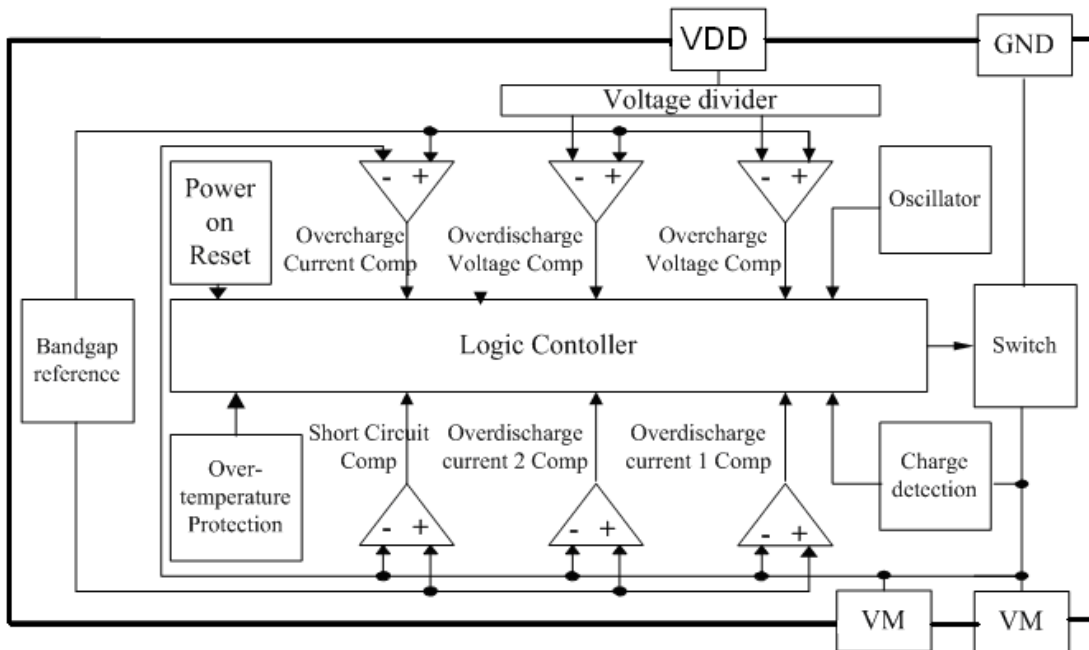 VDD
GND
Voltage divider
- +
- +
- +
Power
on
Reset
Oscillator
Overcharge
Current Comp
Overdischarge
Voltage Comp
Overcharge
Voltage Comp
Bandgap
reference
Logic Contoller
Switch
Short Circuit
Comp
Overdischarge
current 2 Comp
Overdischarge
current 1 Comp
Over-
temperature
Protection
Charge
detection
- +
- +
- +
VM
VM